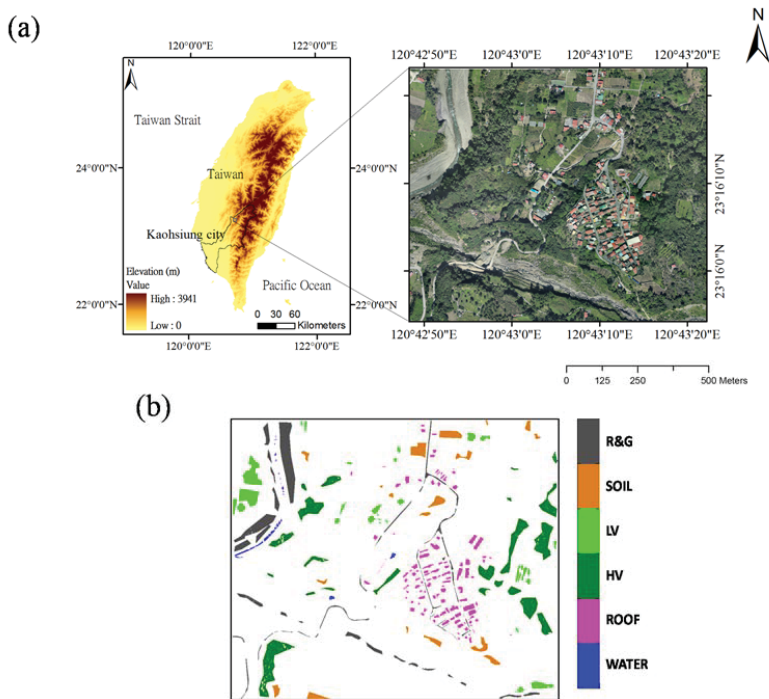 (a)
N
120°0'0"E
122°0'0"E
N
Taiwan Strait
24°0'0"N
Taiwan
Kaohsiung city
Elevation (m)
Value
High : 3941
Low : 0
Pacific Ocean
22°0'0"N
0 30 60
Kilometers
120°0'0"E
122°0'0"E
120°42'50"E
120°43'0"E
120°43'10"E
120°43'20"E
23°16'10"N
23°16'0"N
24°0'0"N
22°0'0"N
120°42'50"E
120°43'0"E
120°43'10"E
120°43'20"E
0 125 250 500 Meters
(b)
R&G
SOIL
LV
HV
ROOF
WATER